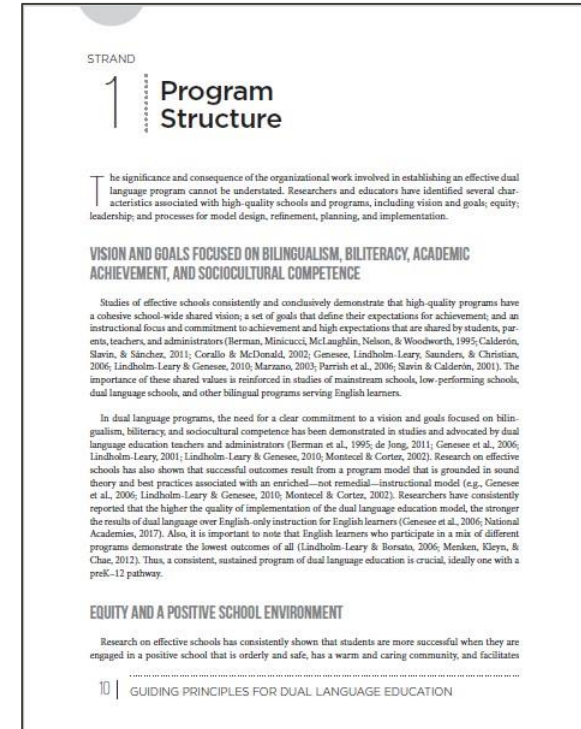 STRAND
1 Program
Structure
The significance and consequence of the organizational work involved in establishing an effective dual
language program cannot be understated. Researchers and educators have identified several char-
acteristics associated with high-quality schools and programs, including vision and goals; equity;
leadership; and processes for model design, refinement, planning, and implementation.
VISION AND GOALS FOCUSED ON BILINGUALISM, BILITERACY, ACADEMIC
ACHIEVEMENT, AND SOCIOCULTURAL COMPETENCE
Studies of effective schools consistently and conclusively demonstrate that high-quality programs have
a cohesive school-wide shared vision; a set of goals that define their expectations for achievement; and an
instructional focus and commitment to achievement and high expectations that are shared by students, par-
ents, teachers, and administrators (Berman, Minicucci, McLaughlin, Nelson, & Woodworth, 1995; Calderón,
Slavin, & Sánchez, 2011; Corallo & McDonald, 2002; Genesee, Lindholm-Leary, Saunders, & Christian,
2006; Lindholm-Leary & Genesee, 2010; Marzano, 2003; Parrish et al., 2006; Slavin & Calderón, 2001). The
importance of these shared values is reinforced in studies of mainstream schools, low-performing schools,
dual language schools, and other bilingual programs serving English learners.
In dual language programs, the need for a clear commitment to a vision and goals focused on bilin-
gualism, biliteracy, and sociocultural competence has been demonstrated in studies and advocated by dual
language education teachers and administrators (Berman et al., 1995; de Jong, 2011; Genesee et al., 2006;
Lindholm-Leary, 2001; Lindholm-Leary & Genesee, 2010; Montecel & Cortez, 2002). Research on effective
schools has also shown that successful outcomes result from a program model that is grounded in sound
theory and best practices associated with an enriched—not remedial—instructional model (e.g., Genesee
et al., 2006; Lindholm-Leary & Genesee, 2010; Montecel & Cortez, 2002). Researchers have consistently
reported that the higher the quality of implementation of the dual language education model, the stronger
the results of dual language over English-only instruction for English learners (Genesee et al., 2006; National
Academies, 2017). Also, it is important to note that English learners who participate in a mix of different
programs demonstrate the lowest outcomes of all (Lindholm-Leary & Borsato, 2006; Menken, Kleyn, &
Chae, 2012). Thus, a consistent, sustained program of dual language education is crucial, ideally one with a
preK–12 pathway.
EQUITY AND A POSITIVE SCHOOL ENVIRONMENT
Research on effective schools has consistently shown that students are more successful when they are
engaged in a positive school that is orderly and safe, has a warm and caring community, and facilitates
10 | GUIDING PRINCIPLES FOR DUAL LANGUAGE EDUCATION